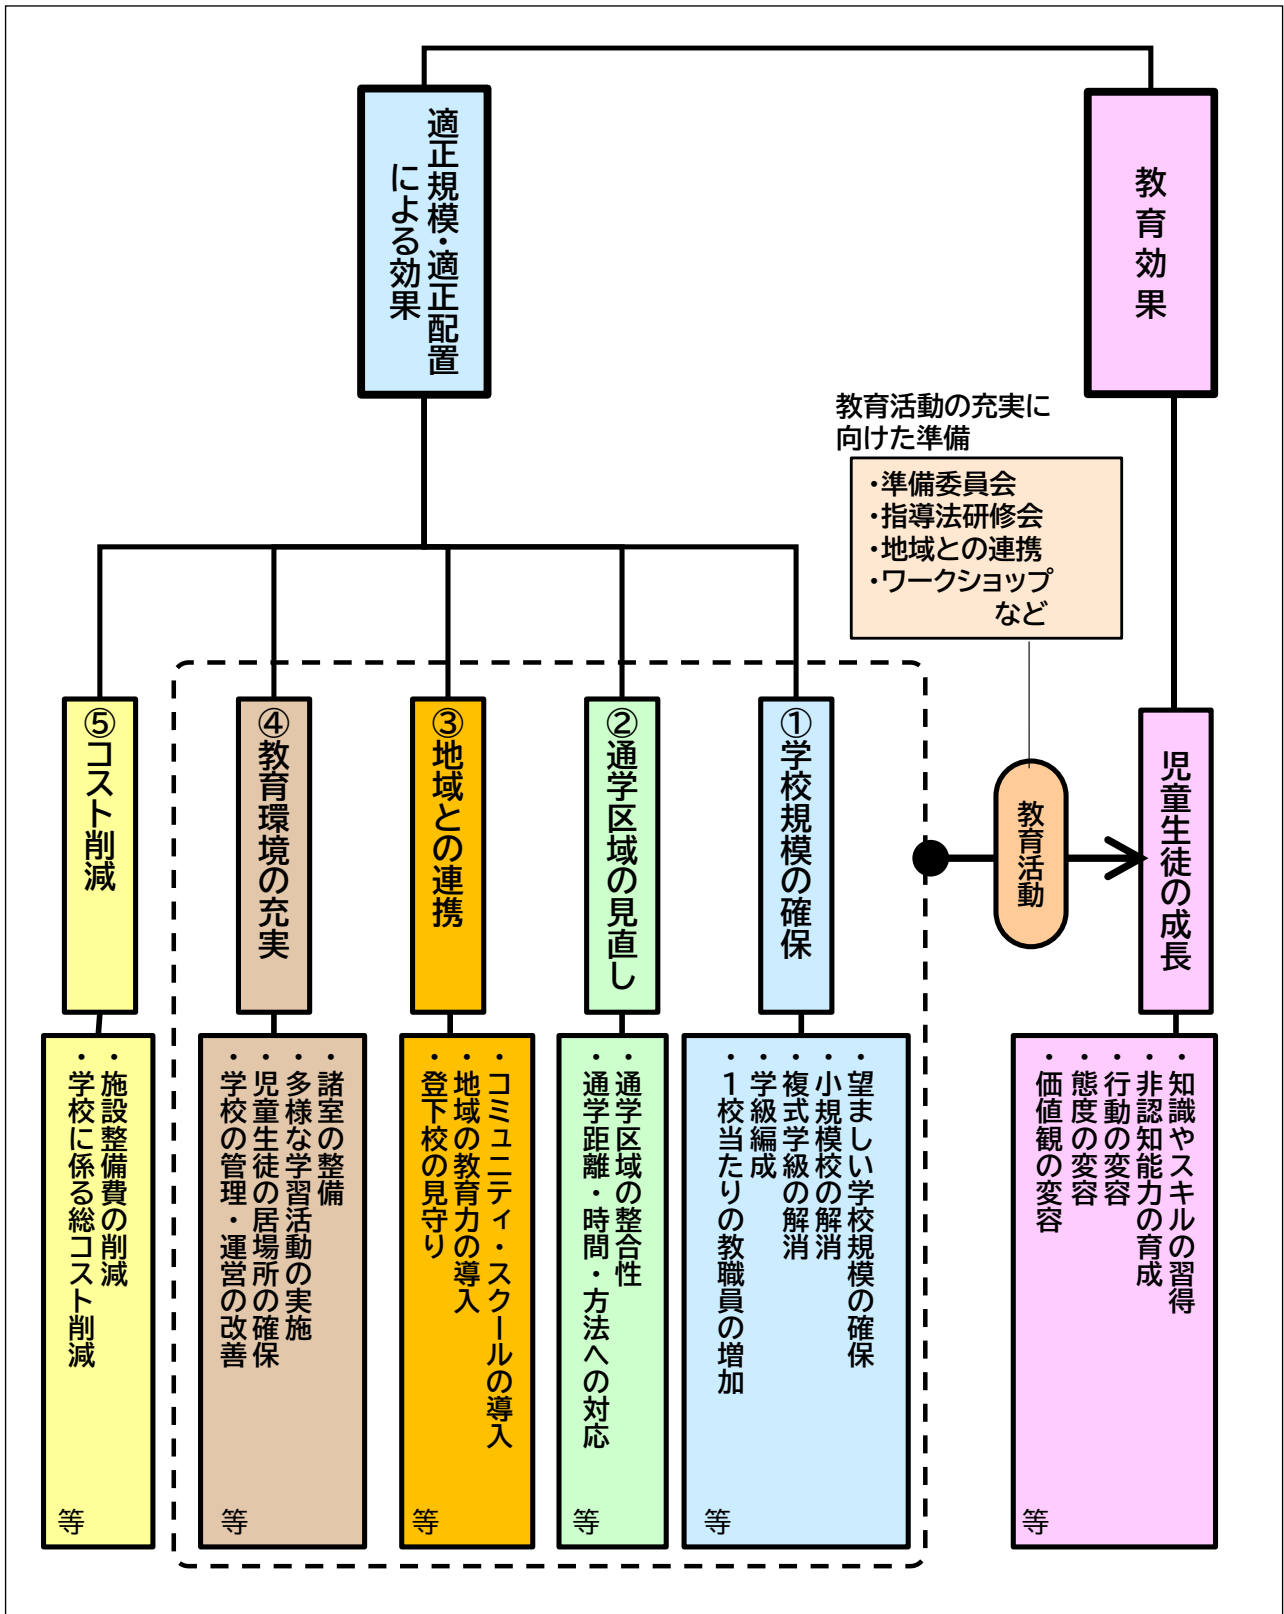 教育効果
適正規模・適正配置
による効果
教育活動の充実に
向けた準備
・準備委員会
・指導法研修会
・地域との連携
・ワークショップ
など
児童生徒の成長
教育活動
①学校規模の確保
②通学区域の見直し
③地域との連携
④教育環境の充実
⑤コスト削減
・知識やスキルの習得
・非認知能力の育成
・行動の変容
・態度の変容
・価値観の変容
等
・望ましい学校規模の確保
・小規模校の解消
・複式学級の解消
・学級編成
・１校当たりの教職員の増加
等
・通学区域の整合性
・通学距離・時間・方法への対応
等
・コミュニティ・スクールの導入
・地域の教育力の導入
・登下校の見守り
等
・諸室の整備
・多様な学習活動の実施
・児童生徒の居場所の確保
・学校の管理・運営の改善
等
・施設整備費の削減
・学校に係る総コスト削減
等